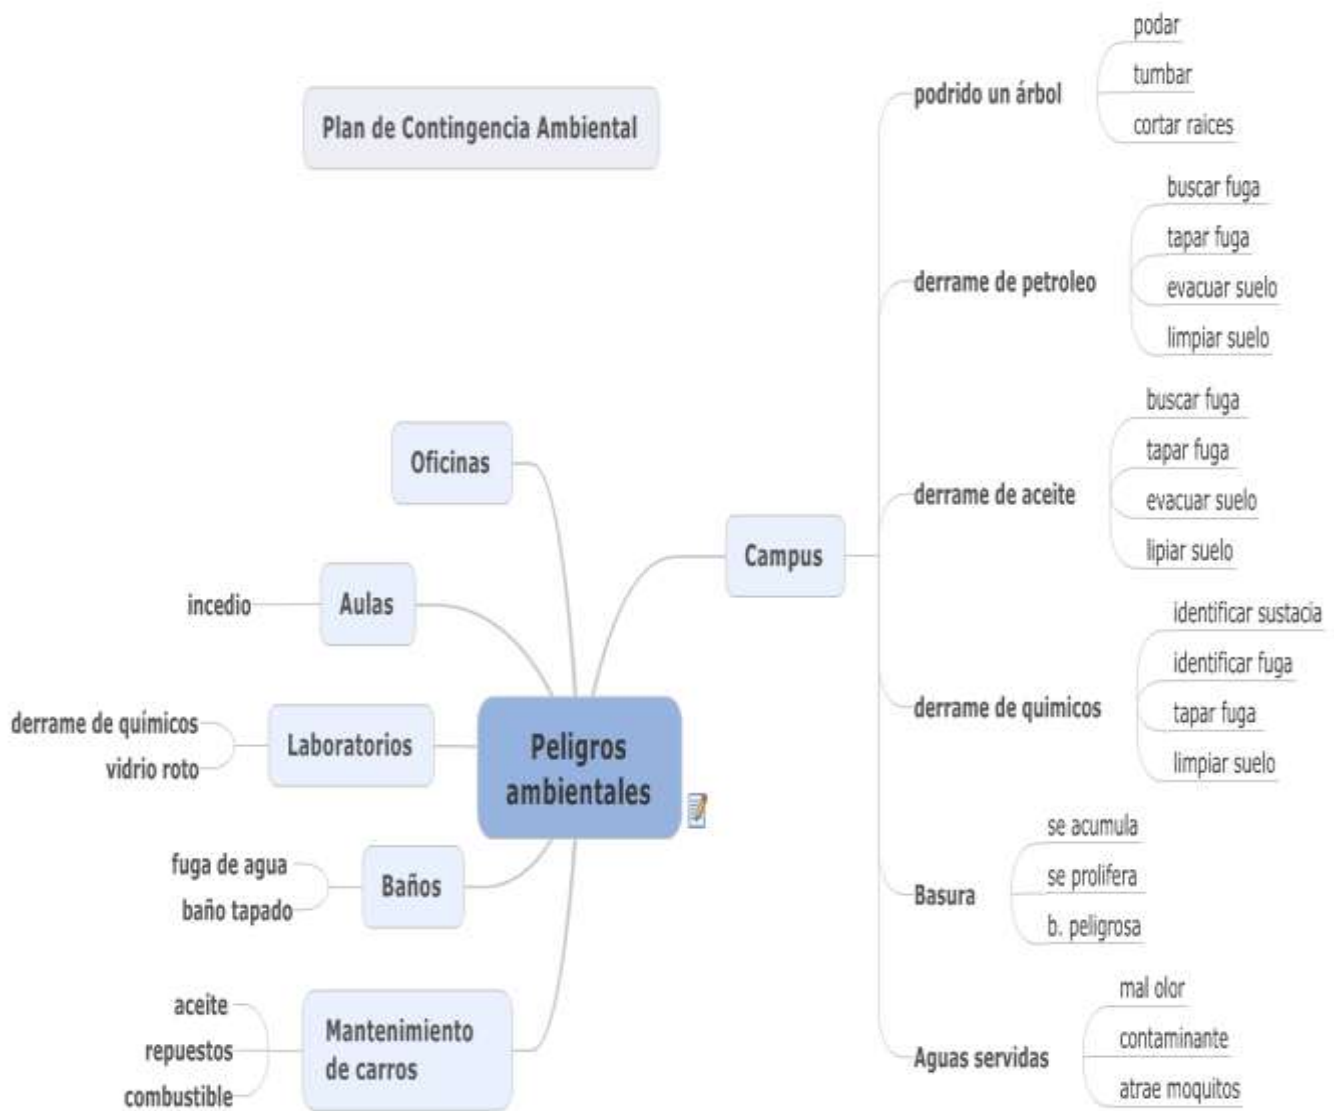 Plan de Contingencia Ambiental
Peligros
ambientales
Campus
podrido un árbol
podar
tumbar
cortar raices
derrame de petroleo
buscar fuga
tapar fuga
evacuar suelo
limpiar suelo
derrame de aceite
buscar fuga
tapar fuga
evacuar suelo
lipiar suelo
derrame de quimicos
identificar sustacia
identificar fuga
tapar fuga
limpiar suelo
Basura
se acumula
se prolifera
b. peligrosa
Aguas servidas
mal olor
contaminante
atrae moquitos
Oficinas
Aulas
incedio
Laboratorios
derrame de químicos
vidrio roto
Baños
fuga de agua
baño tapado
Mantenimiento
de carros
aceite
repuestos
combustible